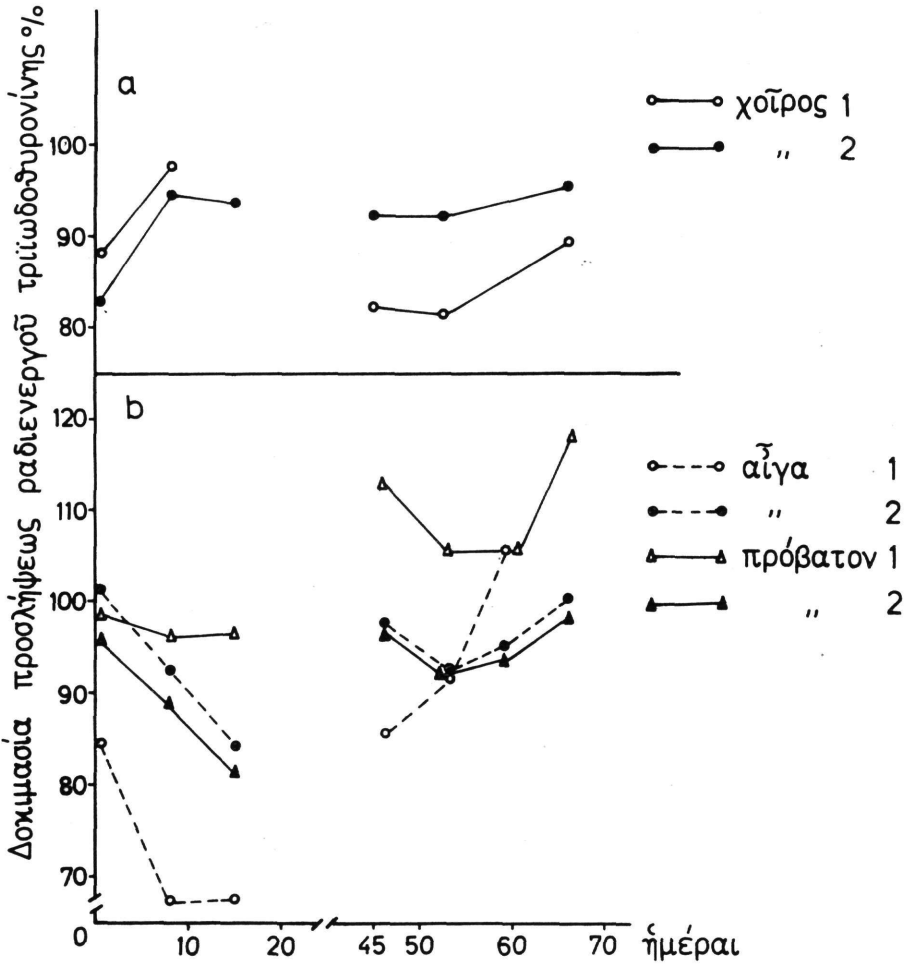 Δοκιμασία προσλήψεως ραδιενεργοῦ τριϊωδοθυρονίνης %
a
100
90
80
χοῖρος 1
,, 2
b
120
110
100
90
80
70
0
αἶγα 1
,, 2
πρόβατον 1
,, 2
10 20 45 50 60 70 ἡμέραι